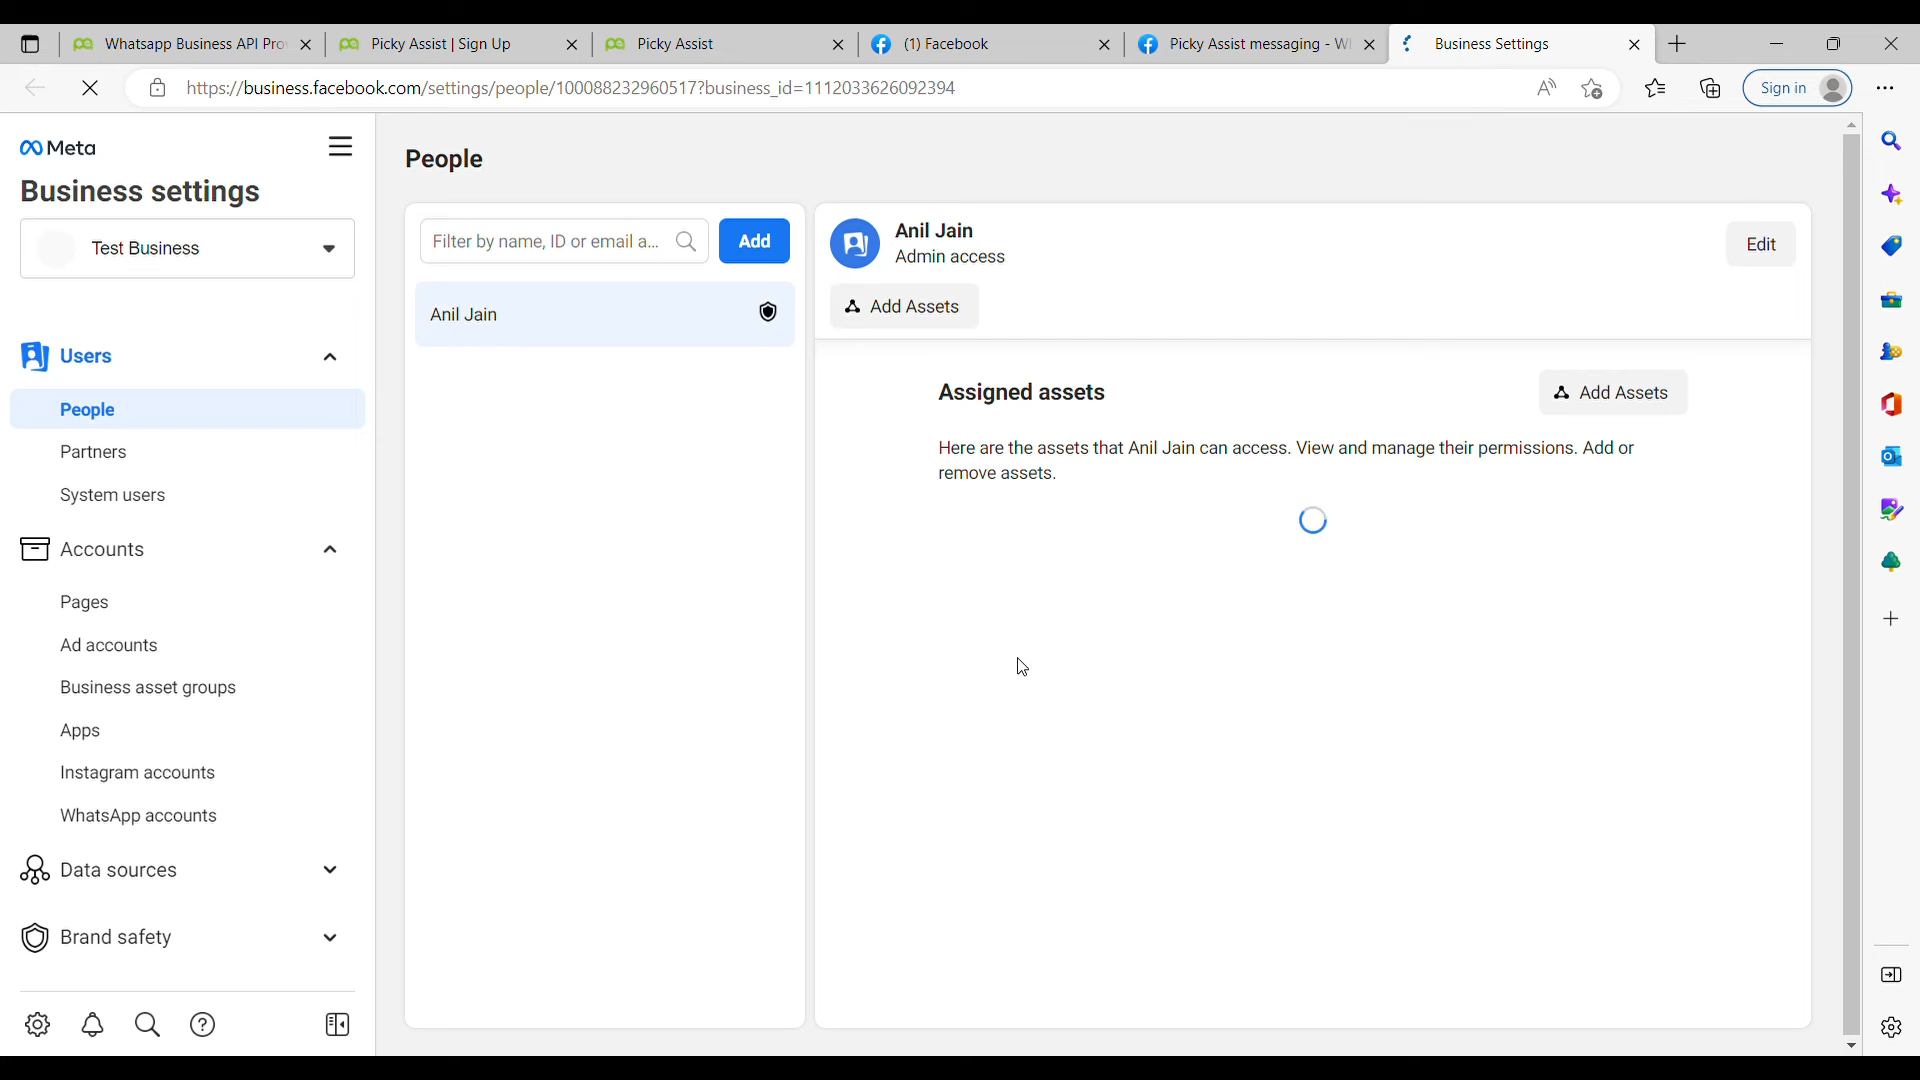 Whatsapp Business API Pro
Picky Assist | Sign Up
Picky Assist
(1) Facebook
Picky Assist messaging - W
Business Settings
https://business.facebook.com/settings/people/100088232960517?business_id=1112033626092394
Sign in
Meta
Business settings
Test Business
Users
People
Partners
System users
Accounts
Pages
Ad accounts
Business asset groups
Apps
Instagram accounts
WhatsApp accounts
Data sources
Brand safety
People
Filter by name, ID or email a...
Add
Anil Jain
Anil Jain
Admin access
Edit
Add Assets
Assigned assets
Add Assets
Here are the assets that Anil Jain can access. View and manage their permissions. Add or
remove assets.